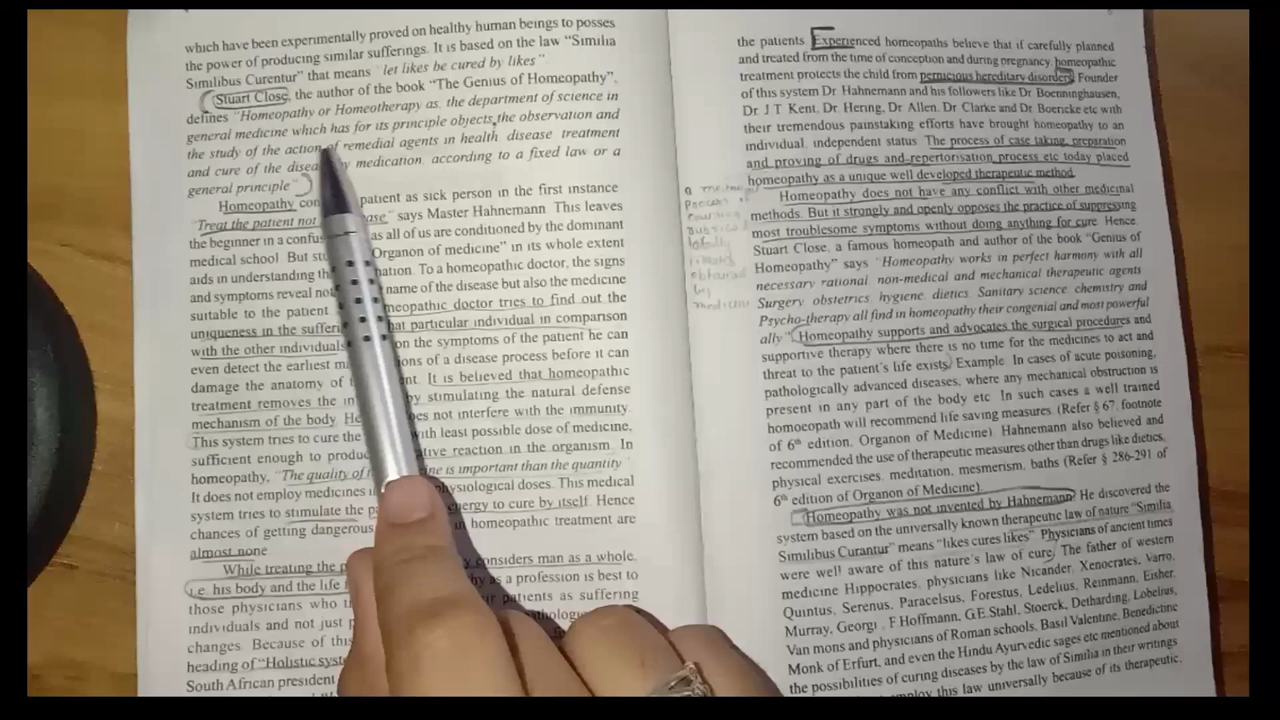 which have been experimentally proved on healthy human beings to posses
the power of producing similar sufferings. It is based on the law "Similia
Similibus Curentur" that means "let likes be cured by likes".
Stuart Close, the author of the book "The Genius of Homeopathy",
defines "Homeopathy or Homeotherapy as, the department of science in
general medicine which has for its principle objects, the observation and
the study of the action of remedial agents in health disease treatment
and cure of the by medication, according to a fixed law or a
general principle"
Homeopathy patient as sick person in the first instance
"Treat the patient not says Master Hahnemann. This leaves
the beginner in a as all of us are conditioned by the dominant
medical school. But Organon of medicine" in its whole extent
aids in understanding To a homeopathic doctor, the signs
and symptoms reveal name of the disease but also the medicine
suitable to the patient. doctor tries to find out the
uniqueness in the that particular individual in comparison
with the other individuals on the symptoms of the patient he can
even detect the earliest of a disease process before it can
damage the anatomy of It is believed that homeopathic
treatment removes the by stimulating the natural defense
mechanism of the body. not interfere with the immunity.
This system tries to cure the with least possible dose of medicine,
sufficient enough to reaction in the organism. In
homeopathy, "The quality of is important than the quantity"
It does not employ medicines physiological doses. This medical
system tries to stimulate the energy to cure by itself. Hence
chances of getting dangerous in homeopathic treatment are
almost none
While treating the considers man as a whole,
i.e. his body and the life as a profession is best to
those physicians who patients as suffering
individuals and not just
changes. Because of this
heading of "Holistic
South African president
the patients. Experienced homeopaths believe that if carefully planned
and treated from the time of conception and during pregnancy, homeopathic
treatment protects the child from pernicious hereditary disorders. Founder
of this system Dr Hahnemann and his followers like Dr Boenninghausen,
Dr J T Kent, Dr. Hering, Dr Allen, Dr Clarke and Dr Boericke etc with
their tremendous painstaking efforts have brought homeopathy to an
individual, independent status. The process of case taking, preparation
and proving of drugs and repertorisation process etc today placed
homeopathy as a unique well developed therapeutic method.
Homeopathy does not have any conflict with other medicinal
methods. But it strongly and openly opposes the practice of suppressing
most troublesome symptoms without doing anything for cure. Hence
Stuart Close, a famous homeopath and author of the book "Genius of
Homeopathy" says "Homeopathy works in perfect harmony with all
necessary rational, non-medical and mechanical therapeutic agents
Surgery, obstetrics, hygiene, dietics, Sanitary science, chemistry and
Psycho-therapy all find in homeopathy their congenial and most powerful
ally" Homeopathy supports and advocates the surgical procedures and
supportive therapy where there is no time for the medicines to act and
threat to the patient's life exists. Example. In cases of acute poisoning,
pathologically advanced diseases, where any mechanical obstruction is
present in any part of the body etc. In such cases a well trained
homoeopath will recommend life saving measures. (Refer § 67, footnote
of 6th edition, Organon of Medicine). Hahnemann also believed and
recommended the use of therapeutic measures other than drugs like dietics,
physical exercises, meditation, mesmerism, baths (Refer § 286-291 of
6th edition of Organon of Medicine).
Homeopathy was not invented by Hahnemann. He discovered the
system based on the universally known therapeutic law of nature "Similia
Similibus Curantur" means "likes cures likes" Physicians of ancient times
were well aware of this nature's law of cure. The father of western
medicine Hippocrates, physicians like Nicander, Xenocrates, Varro,
Quintus, Serenus, Paracelsus, Forestus, Ledelius, Reinmann, Eisher,
Murray, Georgi, F Hoffmann, G.E. Stahl, Stoerck, Detharding, Lobelius,
Van mons and physicians of Roman schools, Basil Valentine, Benedictine
Monk of Erfurt, and even the Hindu Ayurvedic sages etc mentioned about
the possibilities of curing diseases by the law of Similia in their writings
employ this law universally because of its therapeutic.